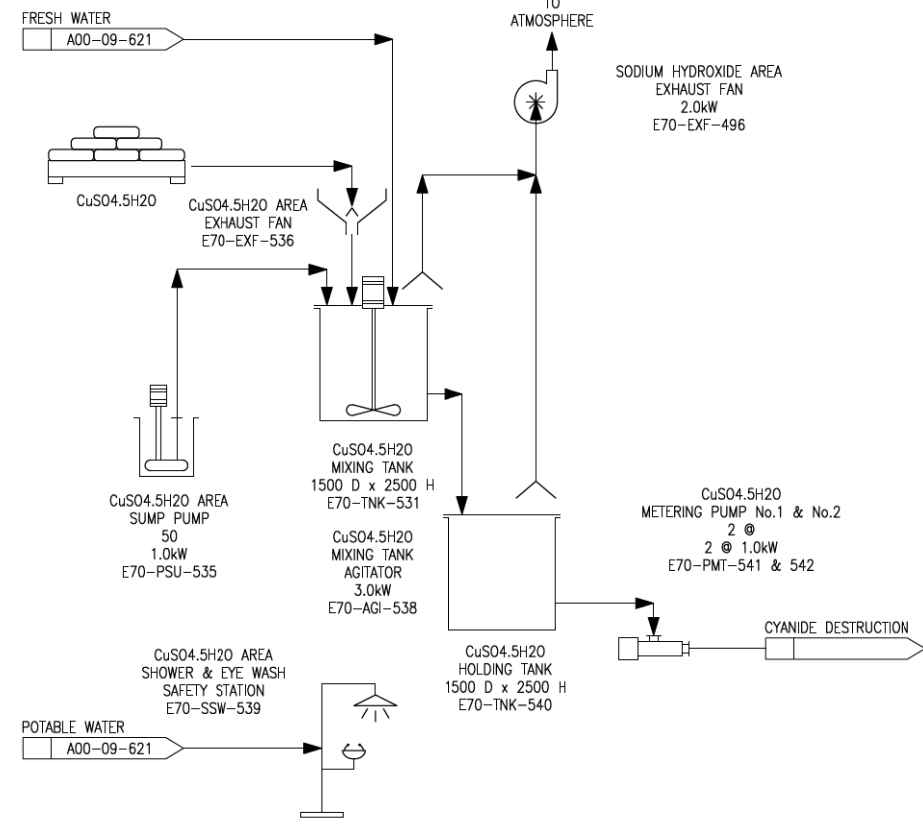 TO
ATMOSPHERE
FRESH WATER
A00-09-621
SODIUM HYDROXIDE AREA
EXHAUST FAN
2.0kW
E70-EXF-496
CuSO4.5H2O
CuSO4.5H2O AREA
EXHAUST FAN
E70-EXF-536
CuSO4.5H2O
MIXING TANK
1500 D x 2500 H
E70-TNK-531
CuSO4.5H2O
MIXING TANK
AGITATOR
3.0kW
E70-AGI-538
CuSO4.5H2O AREA
SUMP PUMP
50
1.0kW
E70-PSU-535
CuSO4.5H2O
METERING PUMP No.1 & No.2
2 @
2 @ 1.0kW
E70-PMT-541 & 542
CYANIDE DESTRUCTION
CuSO4.5H2O
HOLDING TANK
1500 D x 2500 H
E70-TNK-540
CuSO4.5H2O AREA
SHOWER & EYE WASH
SAFETY STATION
E70-SSW-539
POTABLE WATER
A00-09-621